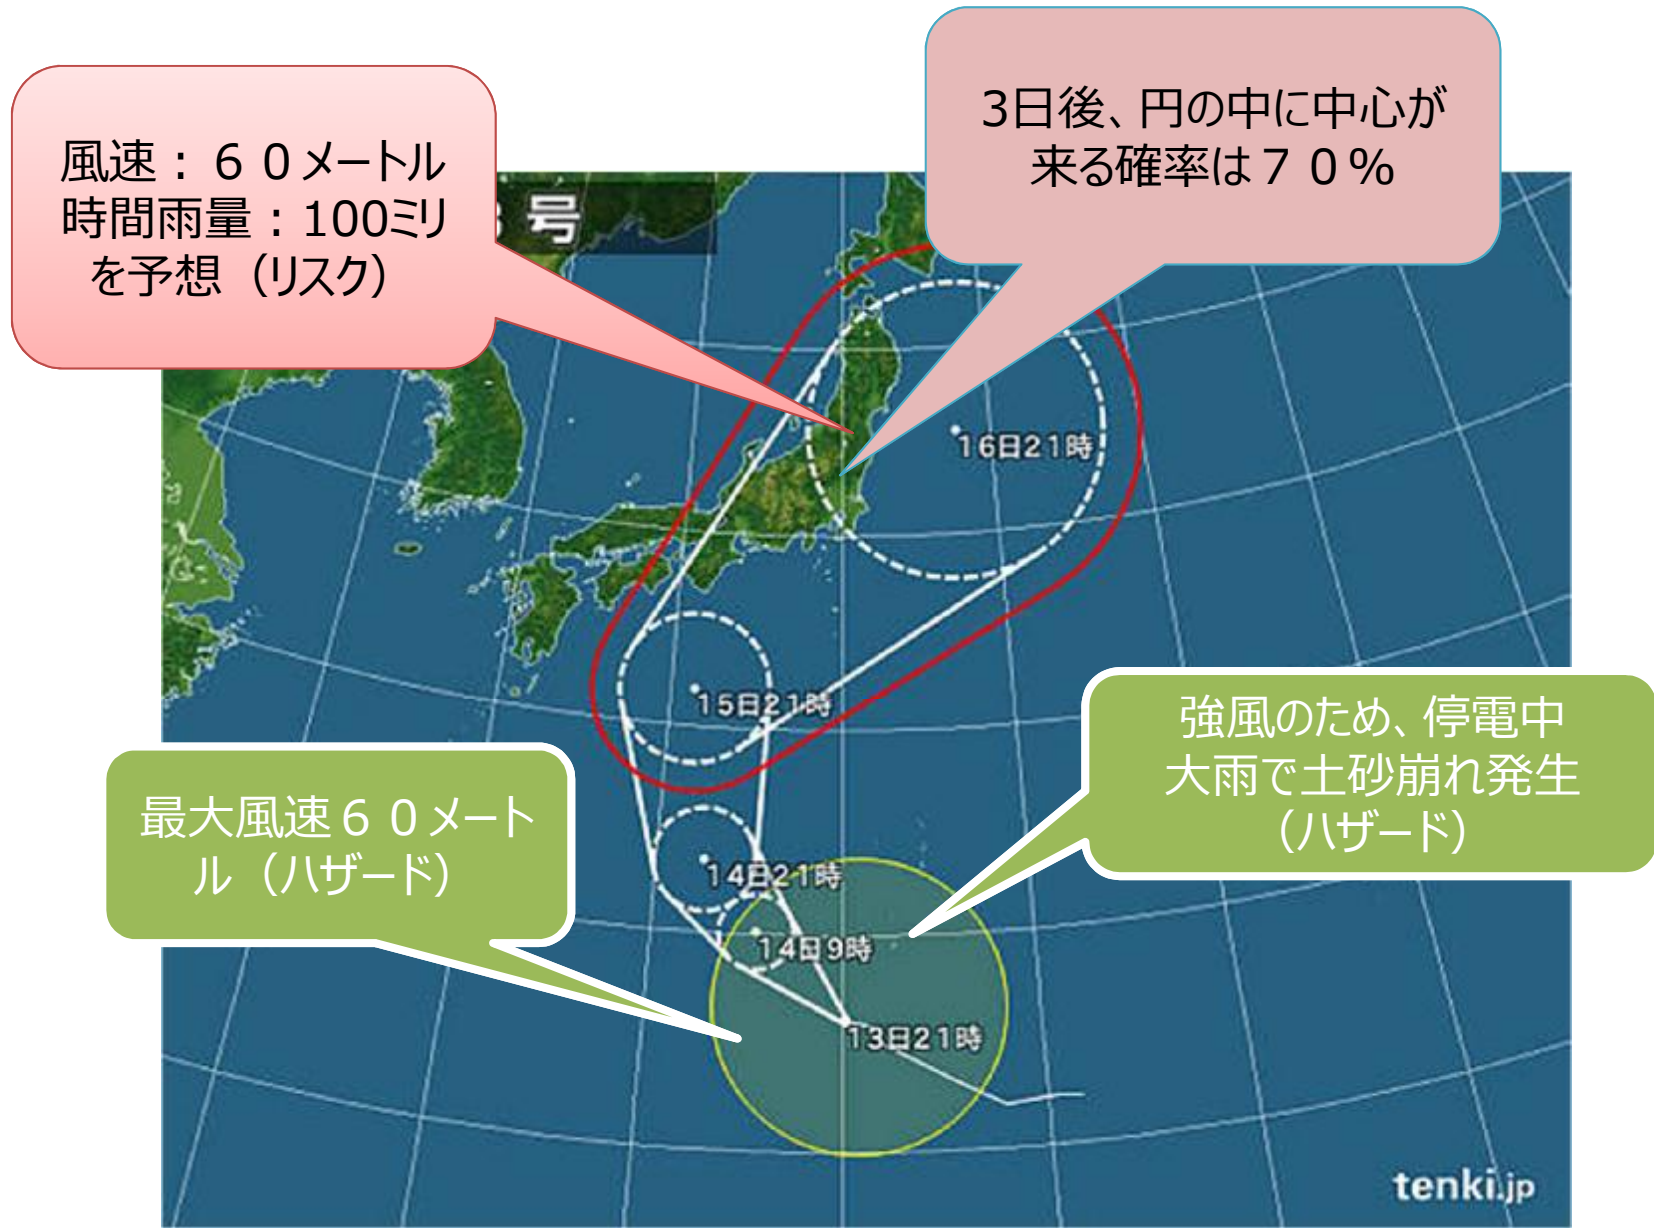 3日後、円の中に中心が
来る確率は７０％
風速：６０メートル
時間雨量：100ミリ
を予想（リスク）
号
16日21時
15日21時
強風のため、停電中
大雨で土砂崩れ発生
（ハザード）
最大風速６０メート
ル（ハザード）
14日21時
14日9時
13日21時
tenki.jp